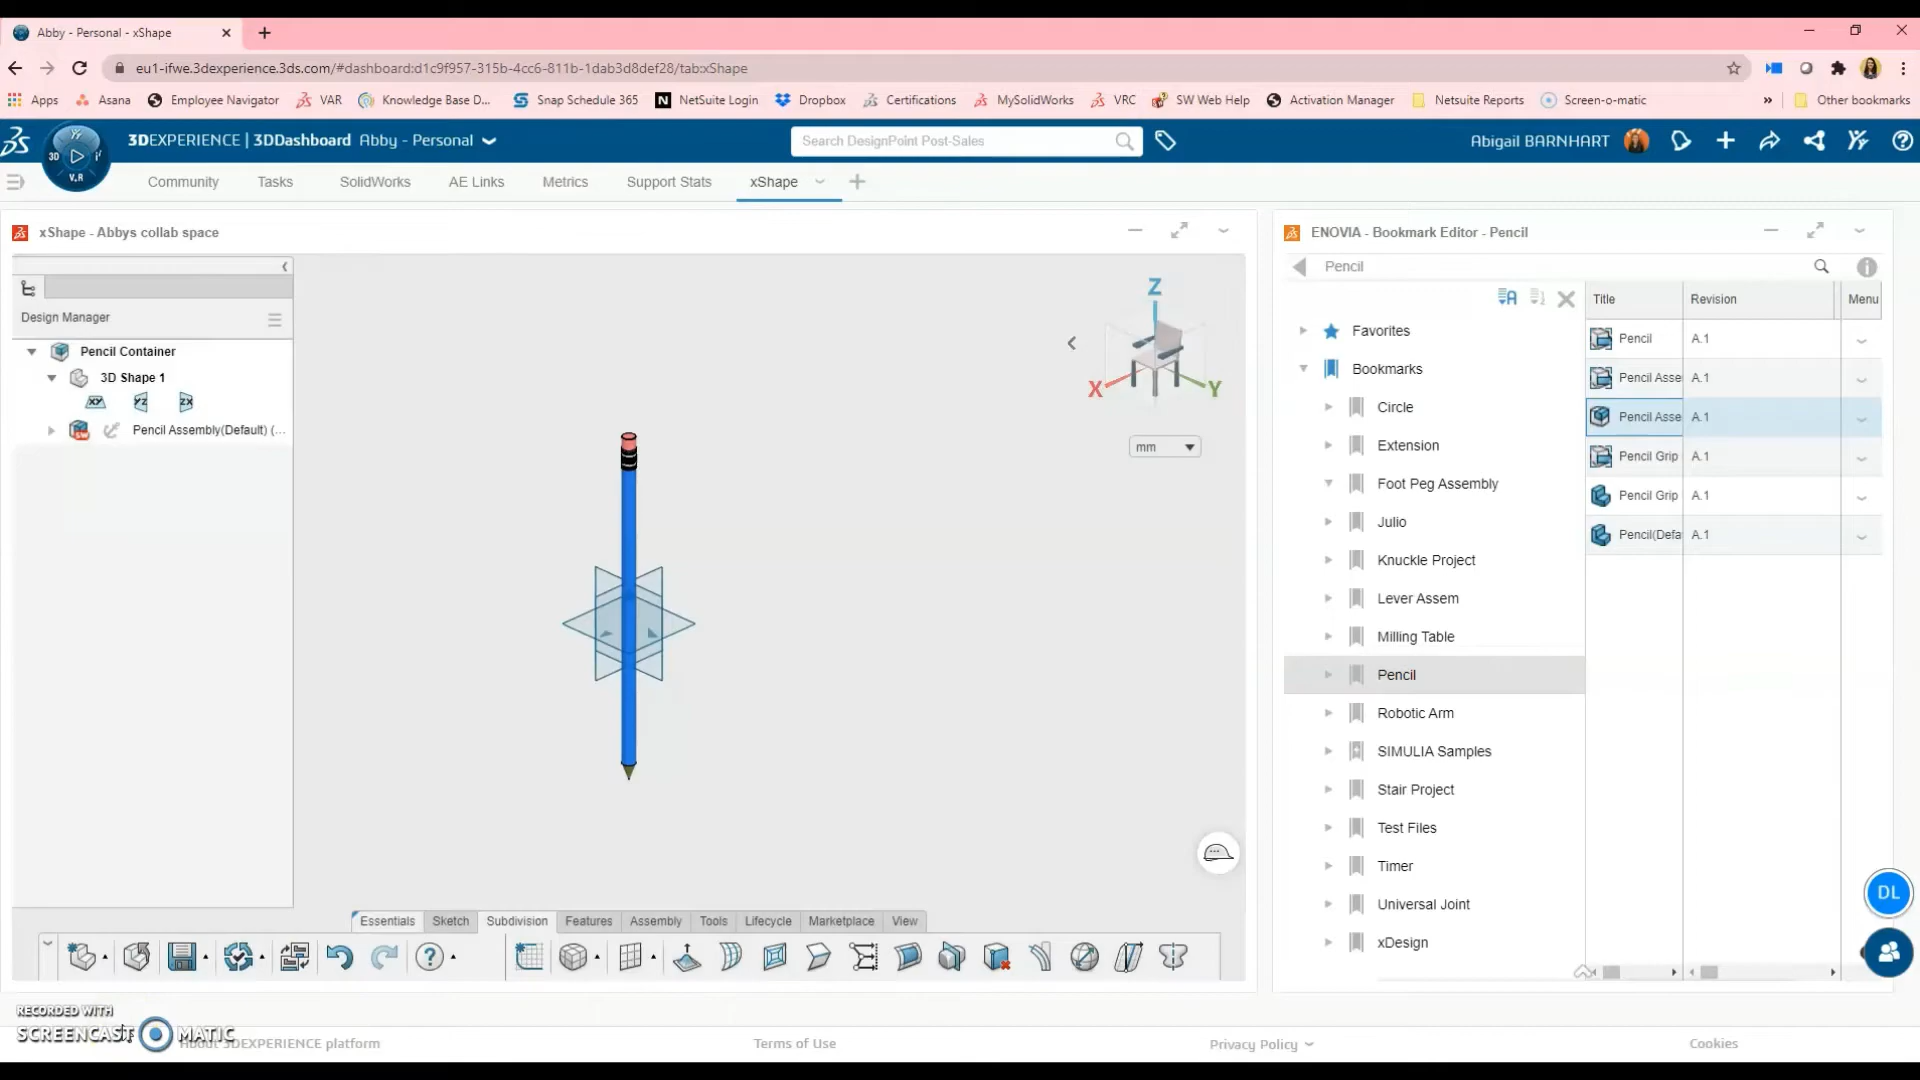 Abby - Personal - xShape
eu1-ifwe.3dexperience.3ds.com/#dashboard:d1c9f957-315b-4cc6-811b-1dab3d8def28/tab:xShape
Apps Asana Employee Navigator VAR Knowledge Base D... Snap Schedule 365 NetSuite Login Dropbox Certifications MySolidWorks VRC SW Web Help Activation Manager Netsuite Reports Screen-o-matic » Other bookmarks
3D V.R
3DEXPERIENCE | 3DDashboard Abby - Personal
Search DesignPoint Post-Sales
Abigail BARNHART
Community Tasks SolidWorks AE Links Metrics Support Stats xShape
xShape - Abbys collab space
Design Manager
Pencil Container
3D Shape 1
XY YZ ZX
Pencil Assembly(Default) (...
Z
X Y
mm
Essentials Sketch Subdivision Features Assembly Tools Lifecycle Marketplace View
ENOVIA - Bookmark Editor - Pencil
Pencil
Favorites
Bookmarks
Circle
Extension
Foot Peg Assembly
Julio
Knuckle Project
Lever Assem
Milling Table
Pencil
Robotic Arm
SIMULIA Samples
Stair Project
Test Files
Timer
Universal Joint
xDesign
Title Revision Menu
Pencil A.1
Pencil Asse A.1
Pencil Asse A.1
Pencil Grip A.1
Pencil Grip A.1
Pencil(Defa A.1
DL
RECORDED WITH
SCREENCAST MATIC
About 3DEXPERIENCE platform Terms of Use Privacy Policy Cookies